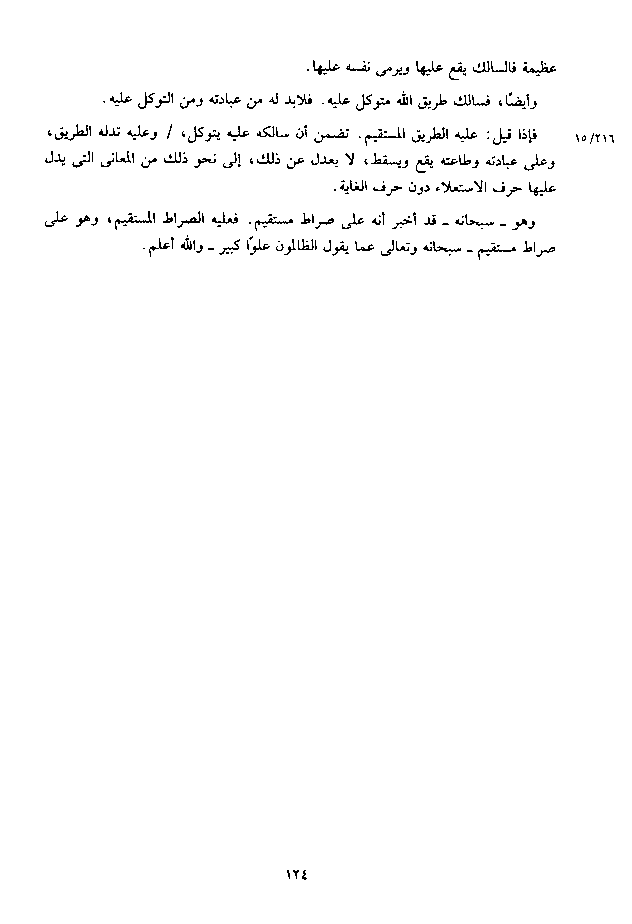 عظيمة فالسالك يقع عليها ويرمى نفسه عليها.
وأيضًا، فسالك طريق الله متوكل عليه. فلابد له من عبادته ومن التوكل عليه.
١٥/٢١٦ فإذا قيل: عليه الطريق المستقيم. تضمن أن سالكه عليه يتوكل، / وعليه تدله الطريق،
وعلى عبادته وطاعته يقع ويسقط، لا يعدل عن ذلك، إلى نحو ذلك من المعانى التى يدل
عليها حرف الاستعلاء دون حرف الغاية.
وهو ـ سبحانه ـ قد أخبر أنه على صراط مستقيم. فعليه الصراط المستقيم، وهو على
صراط مستقيم ـ سبحانه وتعالى عما يقول الظالمون علوًا كبير ـ والله أعلم.
١٢٤